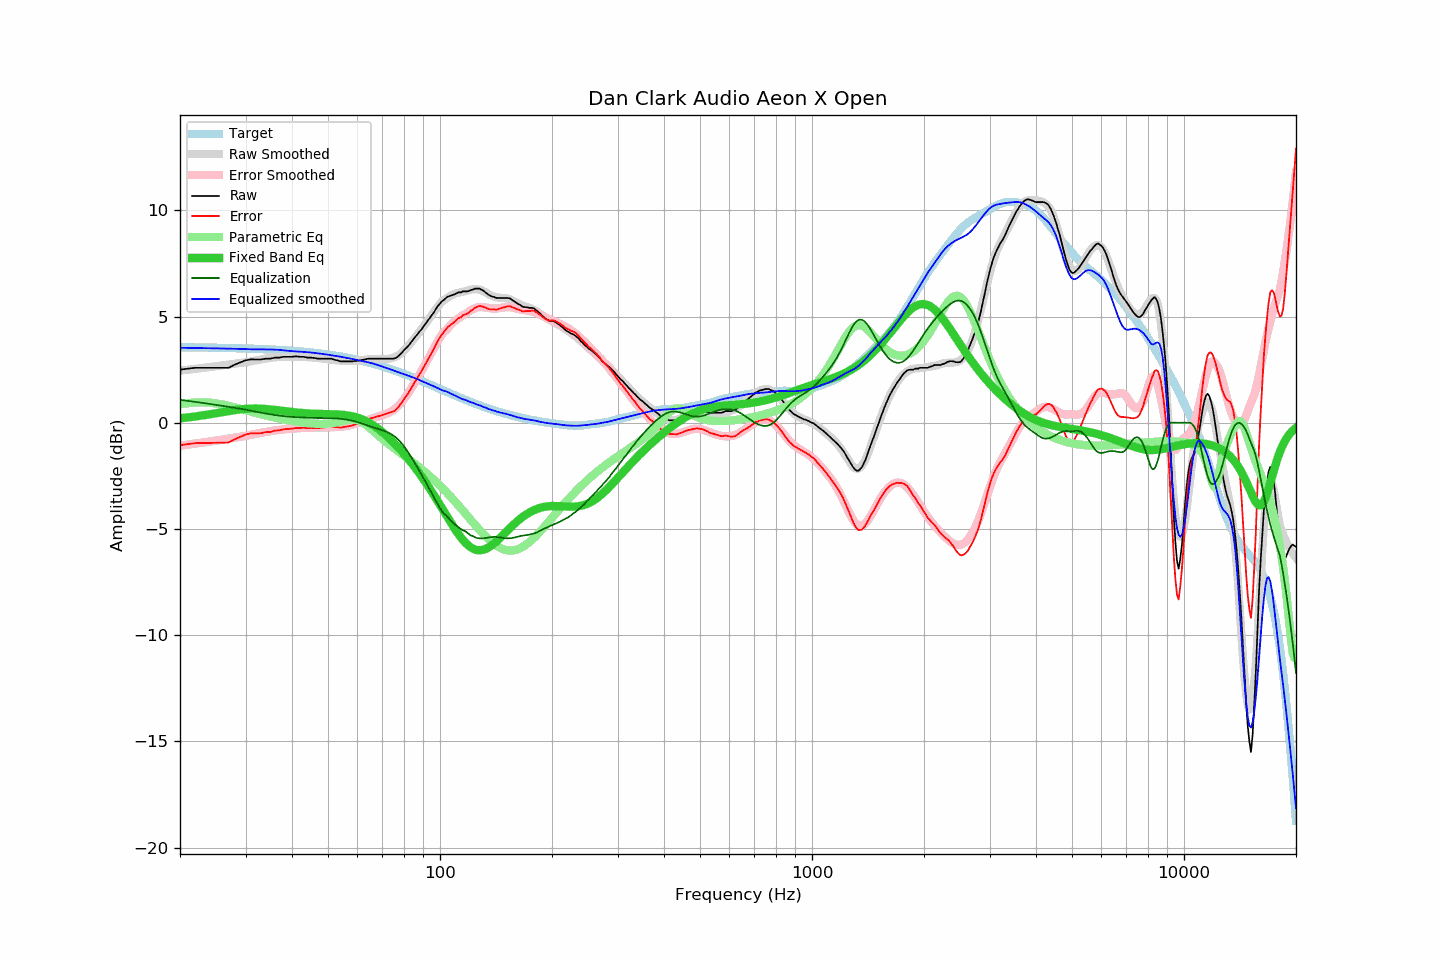 Dan Clark Audio Aeon X Open
Target
Raw Smoothed
Error Smoothed
Raw
Error
Parametric Eq
Fixed Band Eq
Equalization
Equalized smoothed
10
5
0
−5
−10
−15
−20
Amplitude (dBr)
100
1000
10000
Frequency (Hz)